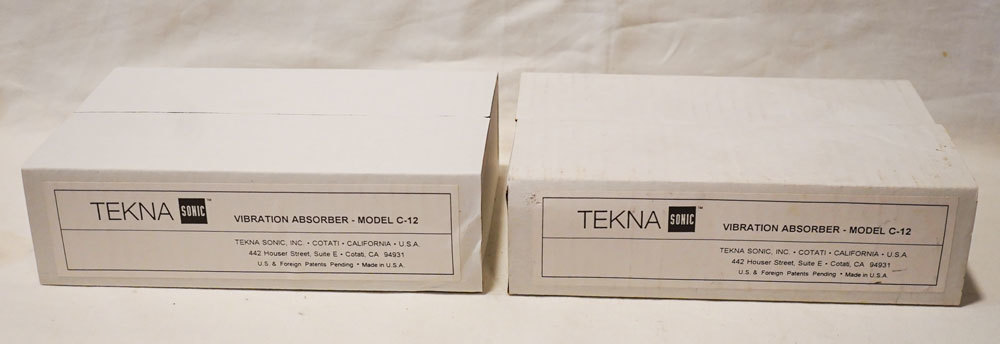 TEKNA SONIC™ VIBRATION ABSORBER - MODEL C-12
TEKNA SONIC, INC. • COTATI • CALIFORNIA • U.S.A.
442 Houser Street, Suite E • Cotati, CA 94931
U.S. & Foreign Patents Pending • Made in U.S.A.
TEKNA SONIC™ VIBRATION ABSORBER - MODEL C-12
TEKNA SONIC, INC. • COTATI • CALIFORNIA • U.S.A.
442 Houser Street, Suite E • Cotati, CA 94931
U.S. & Foreign Patents Pending • Made in U.S.A.